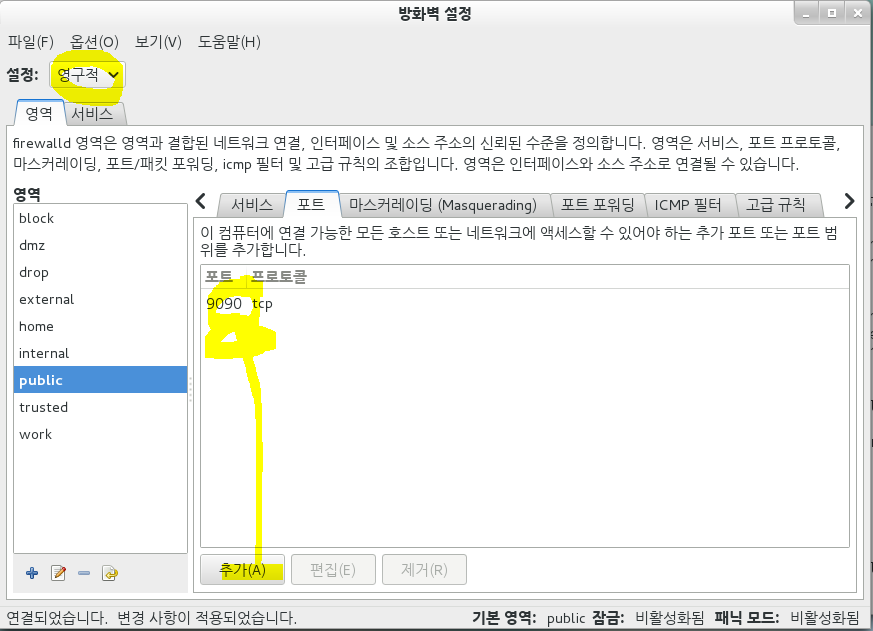 방화벽 설정
파일(F) 옵션(O) 보기(V) 도움말(H)
설정: 영구적
영역 서비스
firewalld 영역은 영역과 결합된 네트워크 연결, 인터페이스 및 소스 주소의 신뢰된 수준을 정의합니다. 영역은 서비스, 포트 프로토콜,
마스커레이딩, 포트/패킷 포워딩, icmp 필터 및 고급 규칙의 조합입니다. 영역은 인터페이스와 소스 주소로 연결될 수 있습니다.
영역
block
dmz
drop
external
home
internal
public
trusted
work
서비스 포트 마스커레이딩 (Masquerading) 포트 포워딩 ICMP 필터 고급 규칙
이 컴퓨터에 연결 가능한 모든 호스트 또는 네트워크에 액세스할 수 있어야 하는 추가 포트 또는 포트 범
위를 추가합니다.
포트 프로토콜
9090 tcp
추가(A) 편집(E) 제거(R)
연결되었습니다. 변경 사항이 적용되었습니다.
기본 영역: public 잠금: 비활성화됨 패닉 모드: 비활성화됨